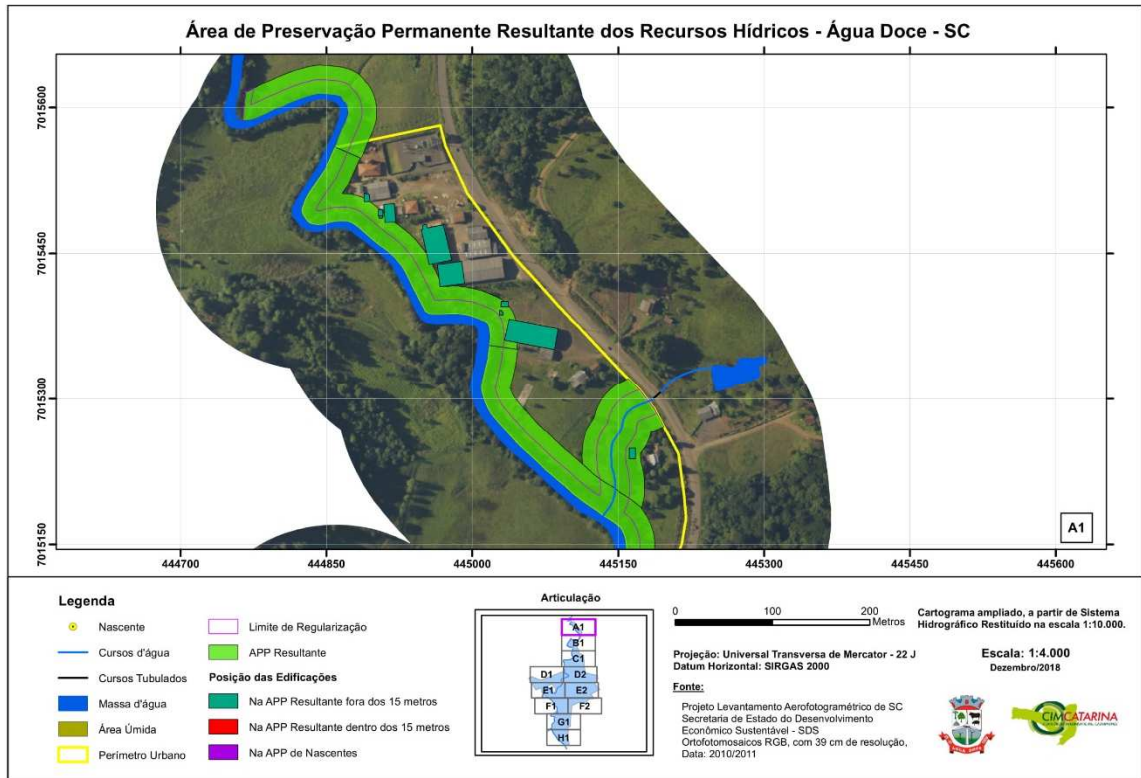 Área de Preservação Permanente Resultante dos Recursos Hídricos - Água Doce - SC
7015600
7015450
7015300
7015150
444700
444850
445000
445150
445300
445450
445600
A1
Legenda
Nascente
Cursos d'água
Cursos Tubulados
Massa d'água
Área Úmida
Perímetro Urbano
Limite de Regularização
APP Resultante
Posição das Edificações
Na APP Resultante fora dos 15 metros
Na APP Resultante dentro dos 15 metros
Na APP de Nascentes
Articulação
A1
B1
C1
D1
D2
E1
E2
F1
F2
G1
H1
0 100 200
Metros
Projeção: Universal Transversa de Mercator - 22 J
Datum Horizontal: SIRGAS 2000
Fonte:
Projeto Levantamento Aerofotogramétrico de SC
Secretaria de Estado do Desenvolvimento
Econômico Sustentável - SDS
Ortofotomosaicos RGB, com 39 cm de resolução,
Data: 2010/2011
Cartograma ampliado, a partir de Sistema
Hidrográfico Restituído na escala 1:10.000.
Escala: 1:4.000
Dezembro/2018
CIMCATARINA